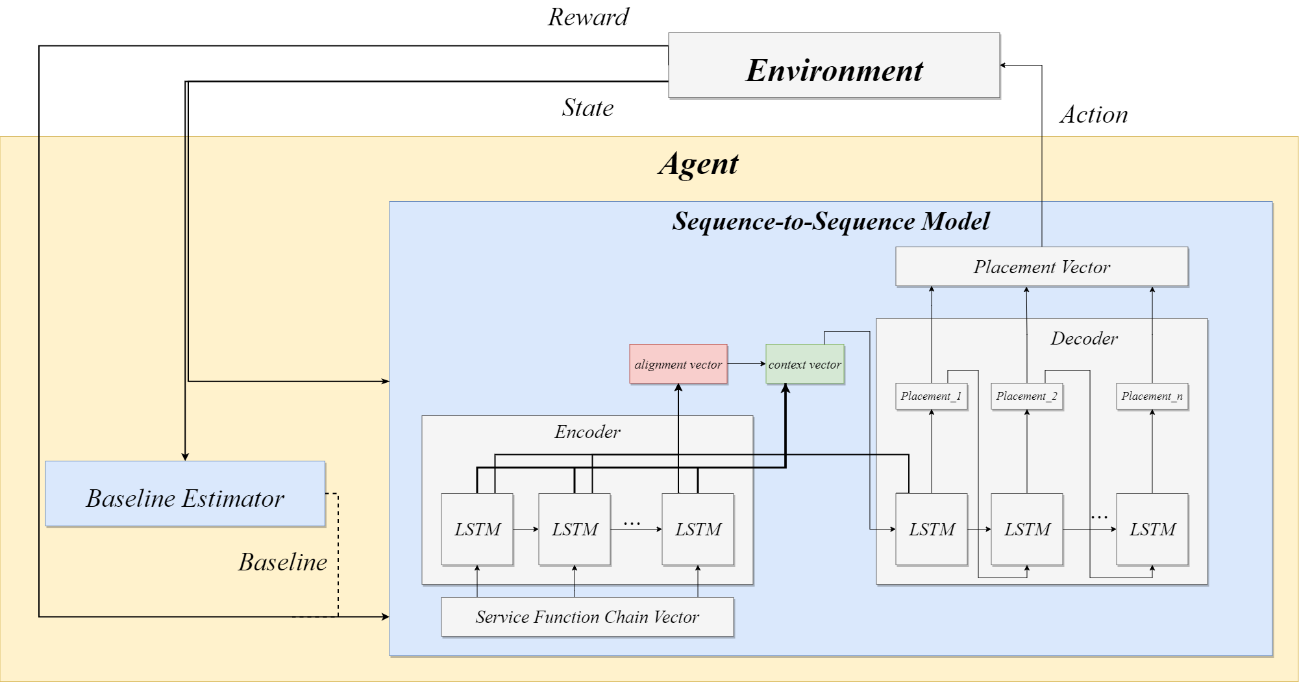 Reward
Environment
State
Action
Agent
Sequence-to-Sequence Model
Placement Vector
Decoder
alignment vector
context vector
Placement_1
Placement_2
Placement_n
Encoder
Baseline Estimator
LSTM
LSTM
...
LSTM
LSTM
LSTM
...
LSTM
Baseline
Service Function Chain Vector